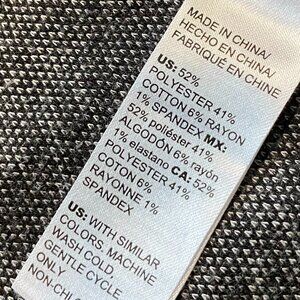 MADE IN CHINA/
HECHO EN CHINA/
FABRIQUÉ EN CHINE
US: 52%
POLYESTER 41%
COTTON 6% RAYON
1% SPANDEX MX:
52% poliéster 41%
ALGODÓN 6% rayón
1% elastano CA: 52%
POLYESTER 41%
COTON 6%
RAYONNE 1%
SPANDEX
US: WITH SIMILAR
COLORS, MACHINE
WASH COLD,
GENTLE CYCLE
ONLY